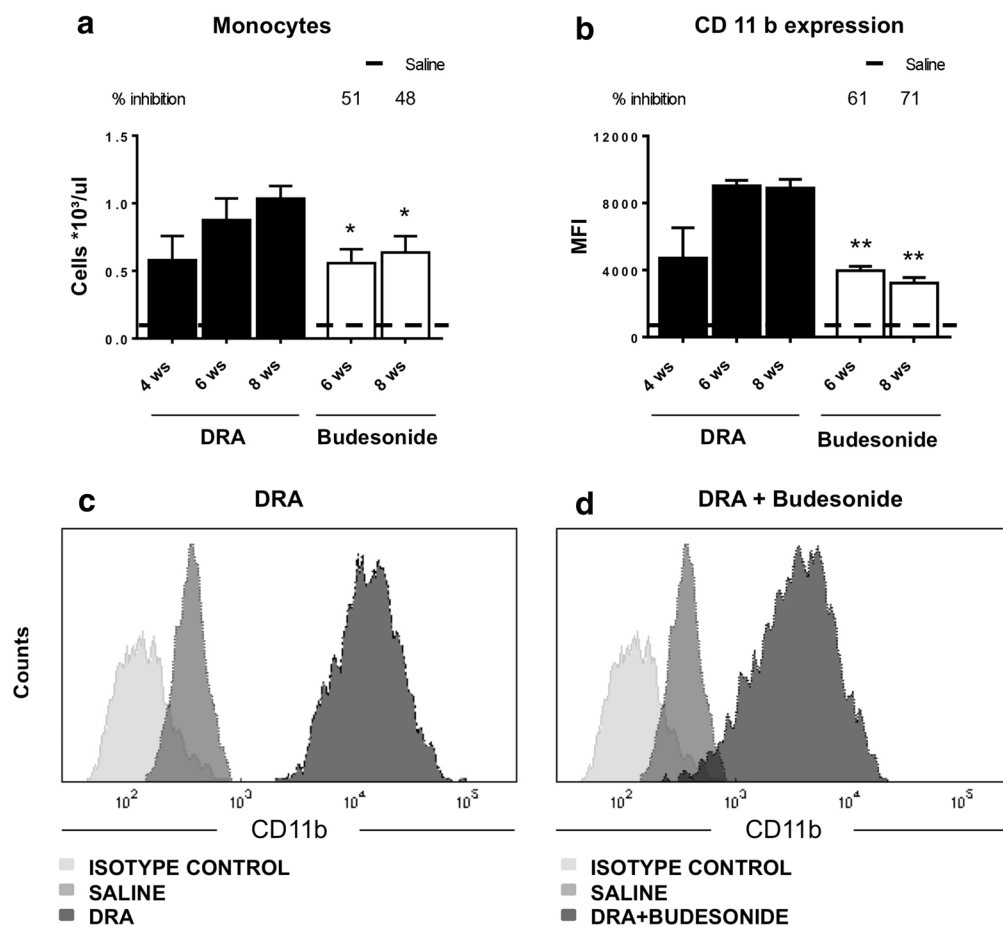 a Monocytes
Saline
% inhibition 51 48
1.5
1.0
0.5
0.0
Cells *10³/ul
* *
4 ws 6 ws 8 ws 6 ws 8 ws
DRA Budesonide
b CD 11 b expression
Saline
% inhibition 61 71
12000
8000
4000
0
MFI
** **
4 ws 6 ws 8 ws 6 ws 8 ws
DRA Budesonide
c DRA
Counts
10² 10³ 10⁴ 10⁵
CD11b
ISOTYPE CONTROL
SALINE
DRA
d DRA + Budesonide
10² 10³ 10⁴ 10⁵
CD11b
ISOTYPE CONTROL
SALINE
DRA+BUDESONIDE